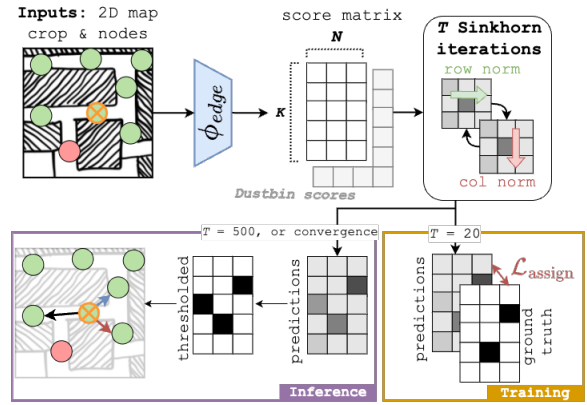 Inputs: 2D map
crop & nodes
ϕedge
score matrix
N
K
Dustbin scores
T Sinkhorn
iterations
row norm
col norm
T = 500, or convergence
T = 20
thresholded
predictions
Inference
predictions
ℒassign
ground
truth
Training